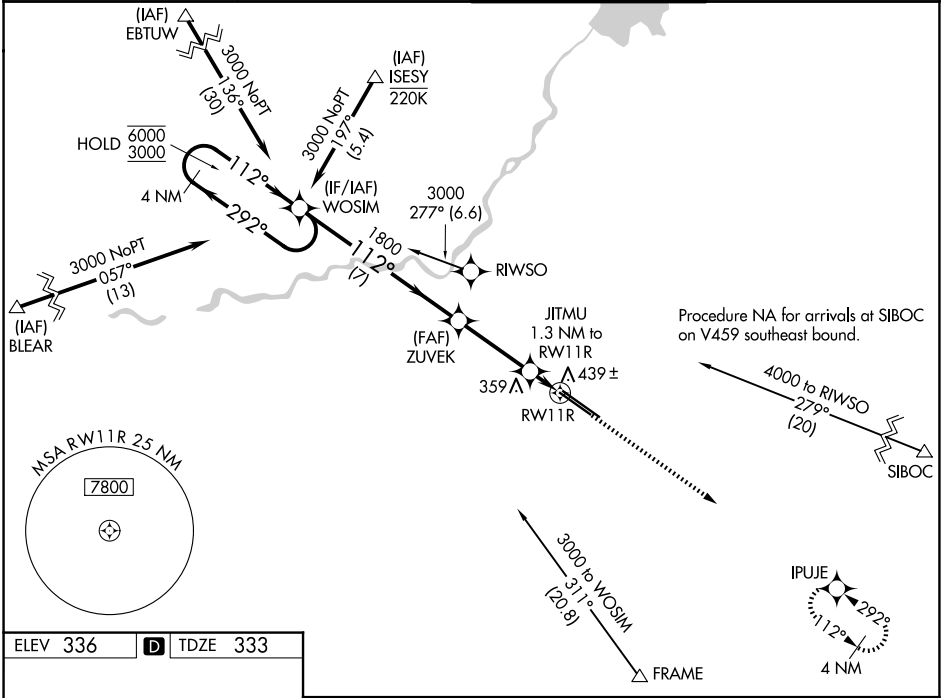 (IAF)
EBTUW
3000 NoPT
136°
(30)
(IAF)
ISESY
220K
3000 NoPT
197°
(5.4)
HOLD
6000
3000
4 NM
112°
292°
(IF/IAF)
WOSIM
3000
277° (6.6)
1800
112°
(7)
RIWSO
3000 NoPT
057°
(13)
(IAF)
BLEAR
(FAF)
ZUVEK
JITMU
1.3 NM to
RW11R
359
439 ±
RW11R
Procedure NA for arrivals at SIBOC
on V459 southeast bound.
4000 to RIWSO
279°
(20)
SIBOC
MSA RW11R 25 NM
7800
3000 to WOSIM
311°
(20.8)
FRAME
IPUJE
292°
112°
4 NM
ELEV 336 D TDZE 333